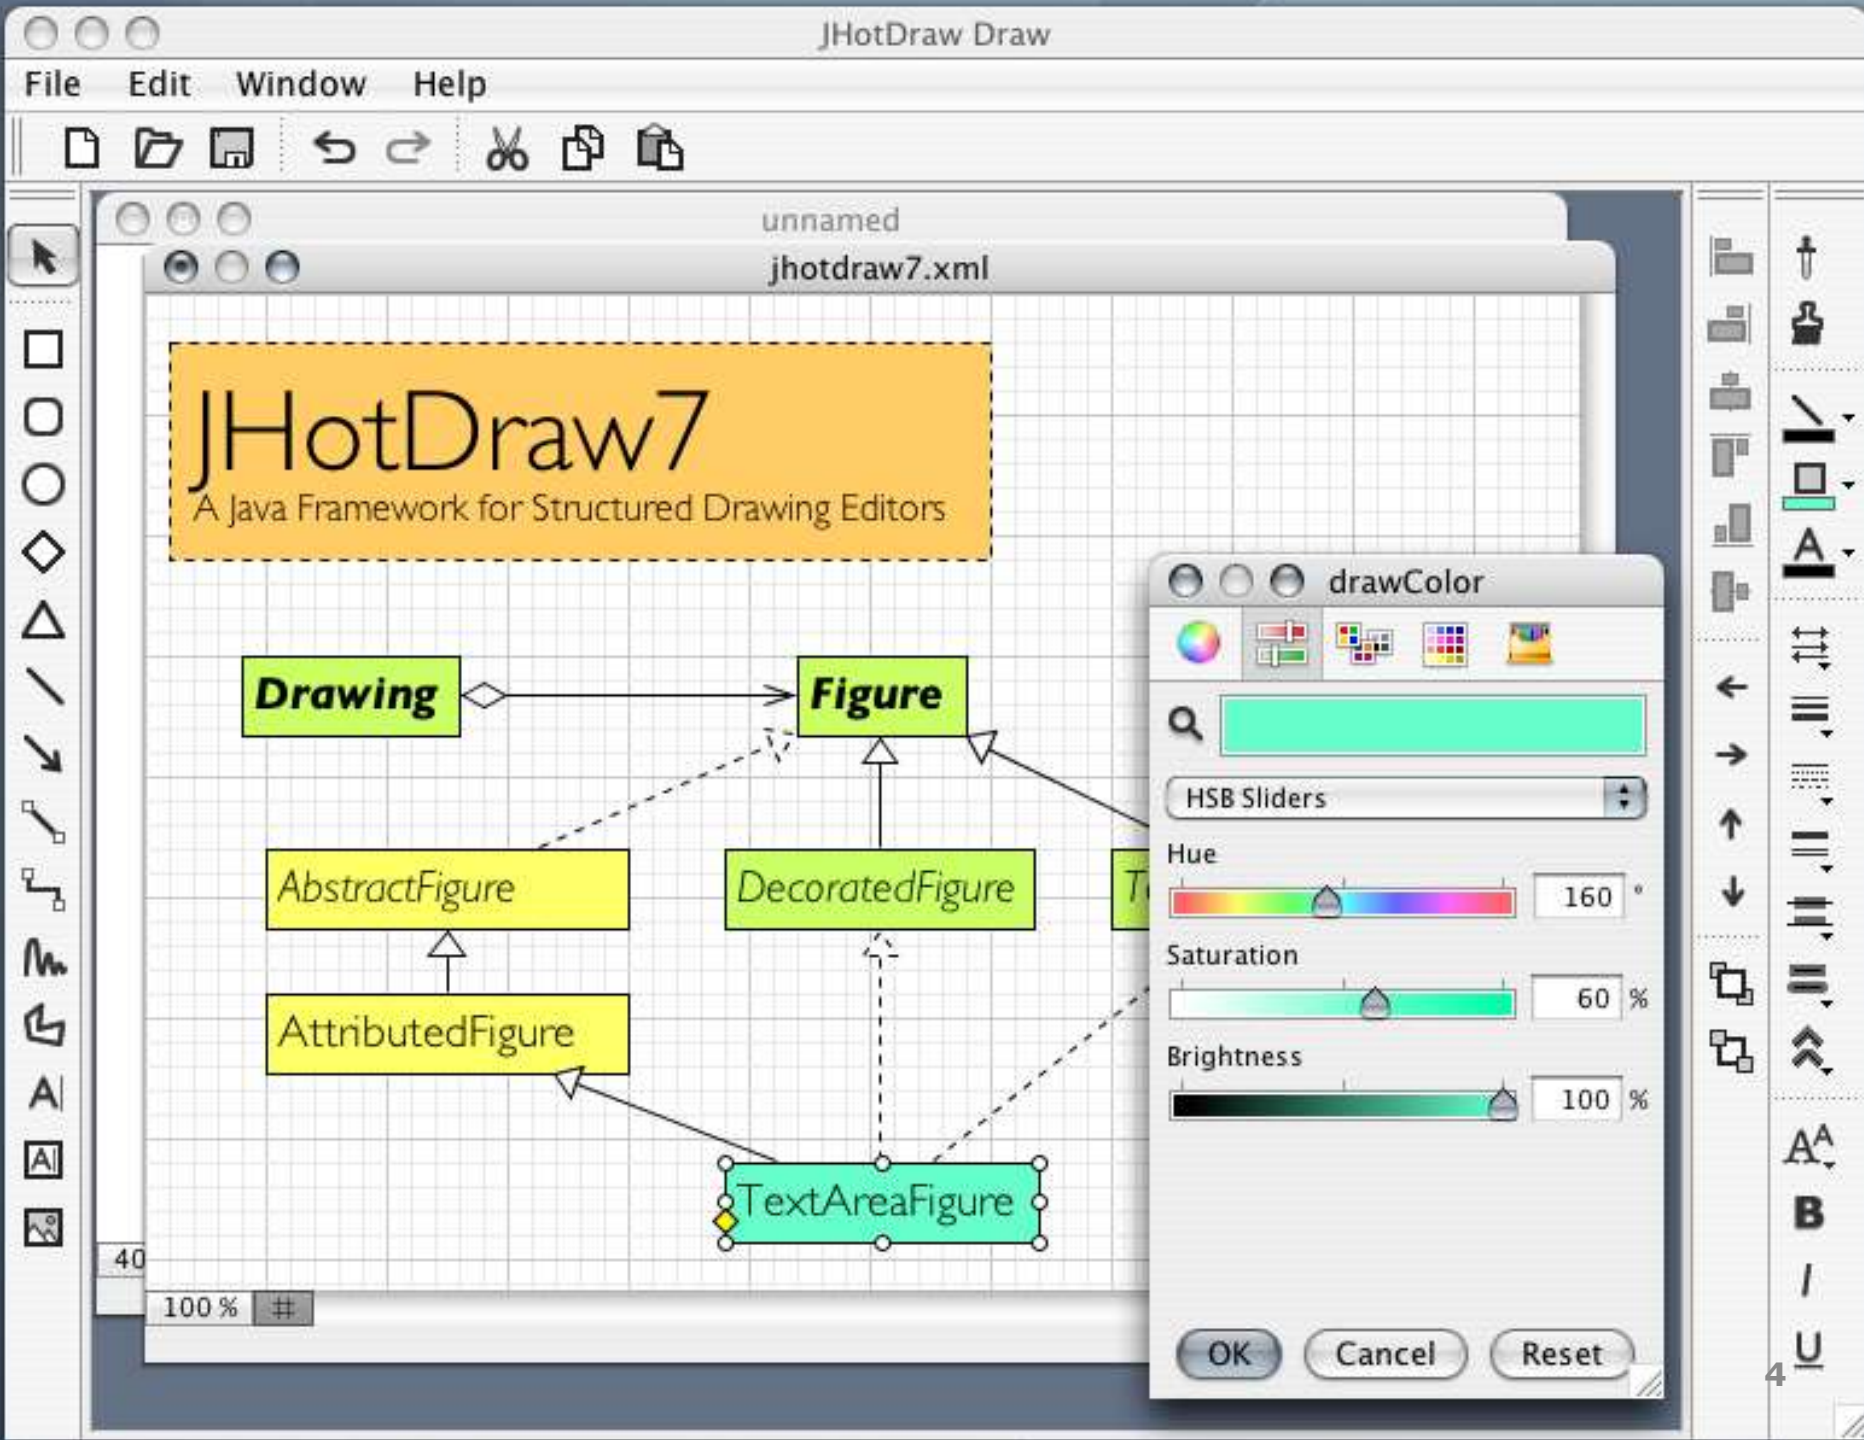 JHotDraw Draw
File Edit Window Help
unnamed
jhotdraw7.xml
JHotDraw7
A Java Framework for Structured Drawing Editors
drawColor
Drawing
Figure
HSB Sliders
Hue
160 °
AbstractFigure
DecoratedFigure
Saturation
60 %
AttributedFigure
Brightness
100 %
TextAreaFigure
40
100 %
OK Cancel Reset
A
A
A
AA
B
I
U
4